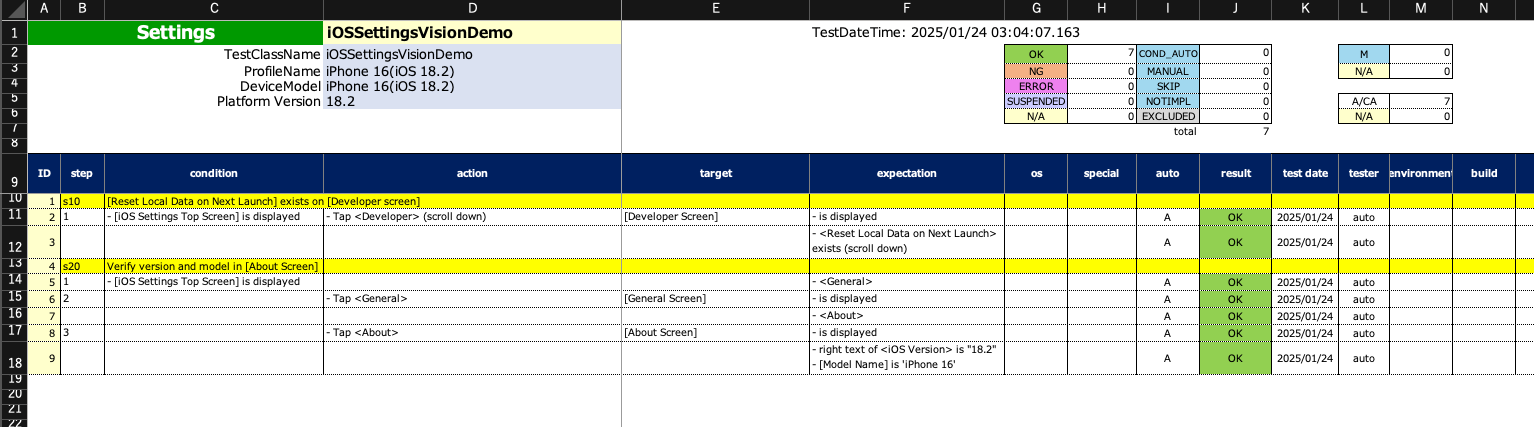 A B C D E F G H I J K L M N
1 Settings iOSSettingsVisionDemo TestDateTime: 2025/01/24 03:04:07.163
2 TestClassName iOSSettingsVisionDemo OK 7 COND_AUTO 0 M 0
3 ProfileName iPhone 16(iOS 18.2) NG 0 MANUAL 0 N/A 0
4 DeviceModel iPhone 16(iOS 18.2) ERROR 0 SKIP 0
5 Platform Version 18.2 SUSPENDED 0 NOTIMPL 0 A/CA 7
6 N/A 0 EXCLUDED 0 N/A 0
7 total 7
8
9 ID step condition action target expectation os special auto result test date tester environment build
10 1 s10 [Reset Local Data on Next Launch] exists on [Developer screen]
11 2 1 - [iOS Settings Top Screen] is displayed - Tap <Developer> (scroll down) [Developer Screen] - is displayed A OK 2025/01/24 auto
12 3 - <Reset Local Data on Next Launch> A OK 2025/01/24 auto
exists (scroll down)
13 4 s20 Verify version and model in [About Screen]
14 5 1 - [iOS Settings Top Screen] is displayed - <General> A OK 2025/01/24 auto
15 6 2 - Tap <General> [General Screen] - is displayed A OK 2025/01/24 auto
16 7 - <About> A OK 2025/01/24 auto
17 8 3 - Tap <About> [About Screen] - is displayed A OK 2025/01/24 auto
18 9 - right text of <iOS Version> is "18.2" A OK 2025/01/24 auto
- [Model Name] is 'iPhone 16'
19
20
21
22